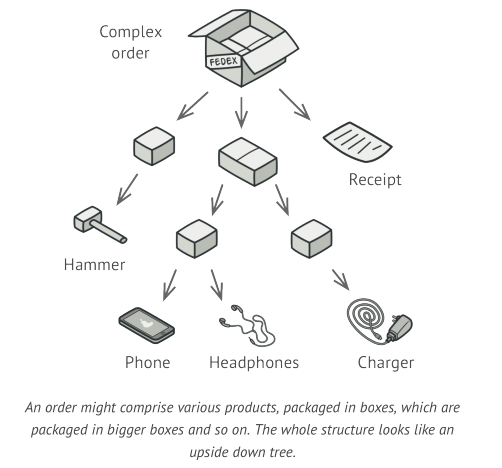 Complex
order
FEDEX
Receipt
Hammer
Phone
Headphones
Charger
An order might comprise various products, packaged in boxes, which are
packaged in bigger boxes and so on. The whole structure looks like an
upside down tree.